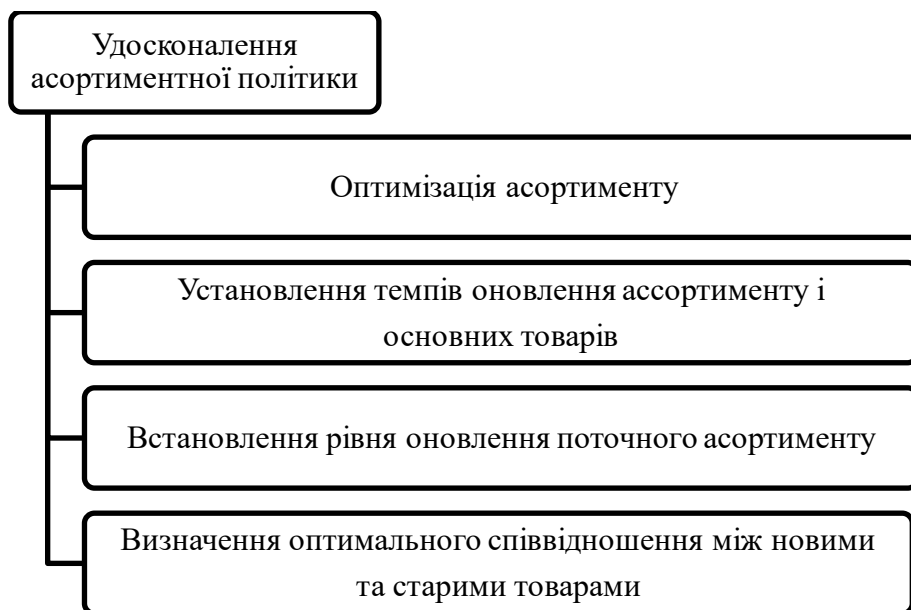 Удосконалення
асортиментної політики
Оптимізація асортименту
Установлення темпів оновлення ассортименту і
основних товарів
Встановлення рівня оновлення поточного асортименту
Визначення оптимального співвідношення між новими
та старими товарами